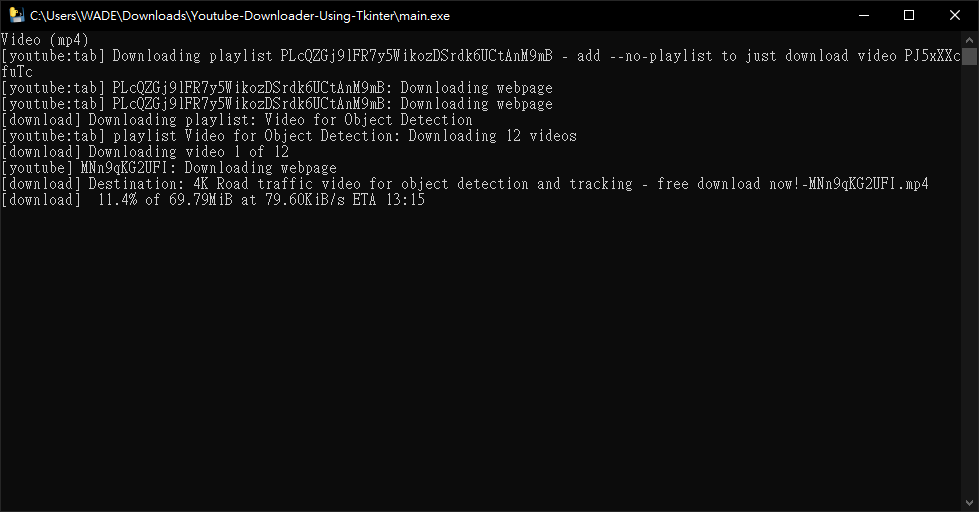 C:\Users\WADE\Downloads\Youtube-Downloader-Using-Tkinter\main.exe
Video (mp4)
[youtube:tab] Downloading playlist PLcQZGj9lFR7y5WikozDSrdk6UCtAnM9mB - add --no-playlist to just download video PJ5xXXc
fuTc
[youtube:tab] PLcQZGj9lFR7y5WikozDSrdk6UCtAnM9mB: Downloading webpage
[youtube:tab] PLcQZGj9lFR7y5WikozDSrdk6UCtAnM9mB: Downloading webpage
[download] Downloading playlist: Video for Object Detection
[youtube:tab] playlist Video for Object Detection: Downloading 12 videos
[download] Downloading video 1 of 12
[youtube] MNn9qKG2UFI: Downloading webpage
[download] Destination: 4K Road traffic video for object detection and tracking - free download now!-MNn9qKG2UFI.mp4
[download]  11.4% of 69.79MiB at 79.60KiB/s ETA 13:15